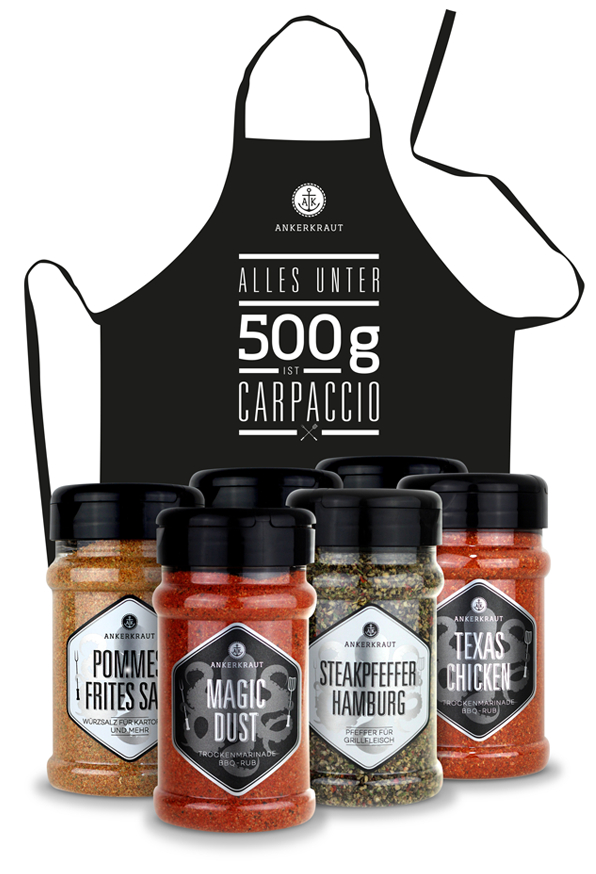 A K
ANKERKRAUT
ALLES UNTER
500g
IST
CARPACCIO
ANKERKRAUT
POMMES
FRITES SA
WÜRZSALZ FÜR KARTO
UND MEHR
ANKERKRAUT
MAGIC
DUST
TROCKENMARINADE
BBQ-RUB
ANKERKRAUT
STEAKPFEFFER
HAMBURG
PFEFFER FÜR
GRILLFLEISCH
ANKERKRAUT
TEXAS
CHICKEN
TROCKENMARINADE
BBQ-RUB